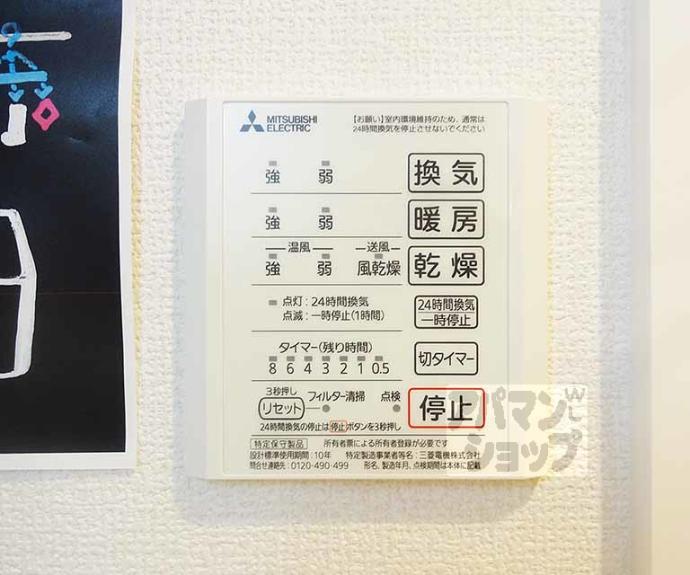 MITSUBISHI
ELECTRIC
【お願い】室内環境維持のため、通常は
24時間換気を停止させないでください
強 弱 換気
強 弱 暖房
温風 送風
強 弱 風乾燥 乾燥
点灯:24時間換気
点滅:一時停止(1時間)
24時間換気
一時停止
タイマー(残り時間)
8 6 4 3 2 1 0.5
切タイマー
3秒押し
リセット フィルター清掃 点検
停止
24時間換気の停止は停止ボタンを3秒押し
特定保守製品 所有者票による所有者登録が必要です
設計標準使用期間:10年 特定製造事業者等名:三菱電機株式会社
問合せ連絡先:0120-490-499 形名、製造年月、点検期間は本体に記載
アパマン
ショップ